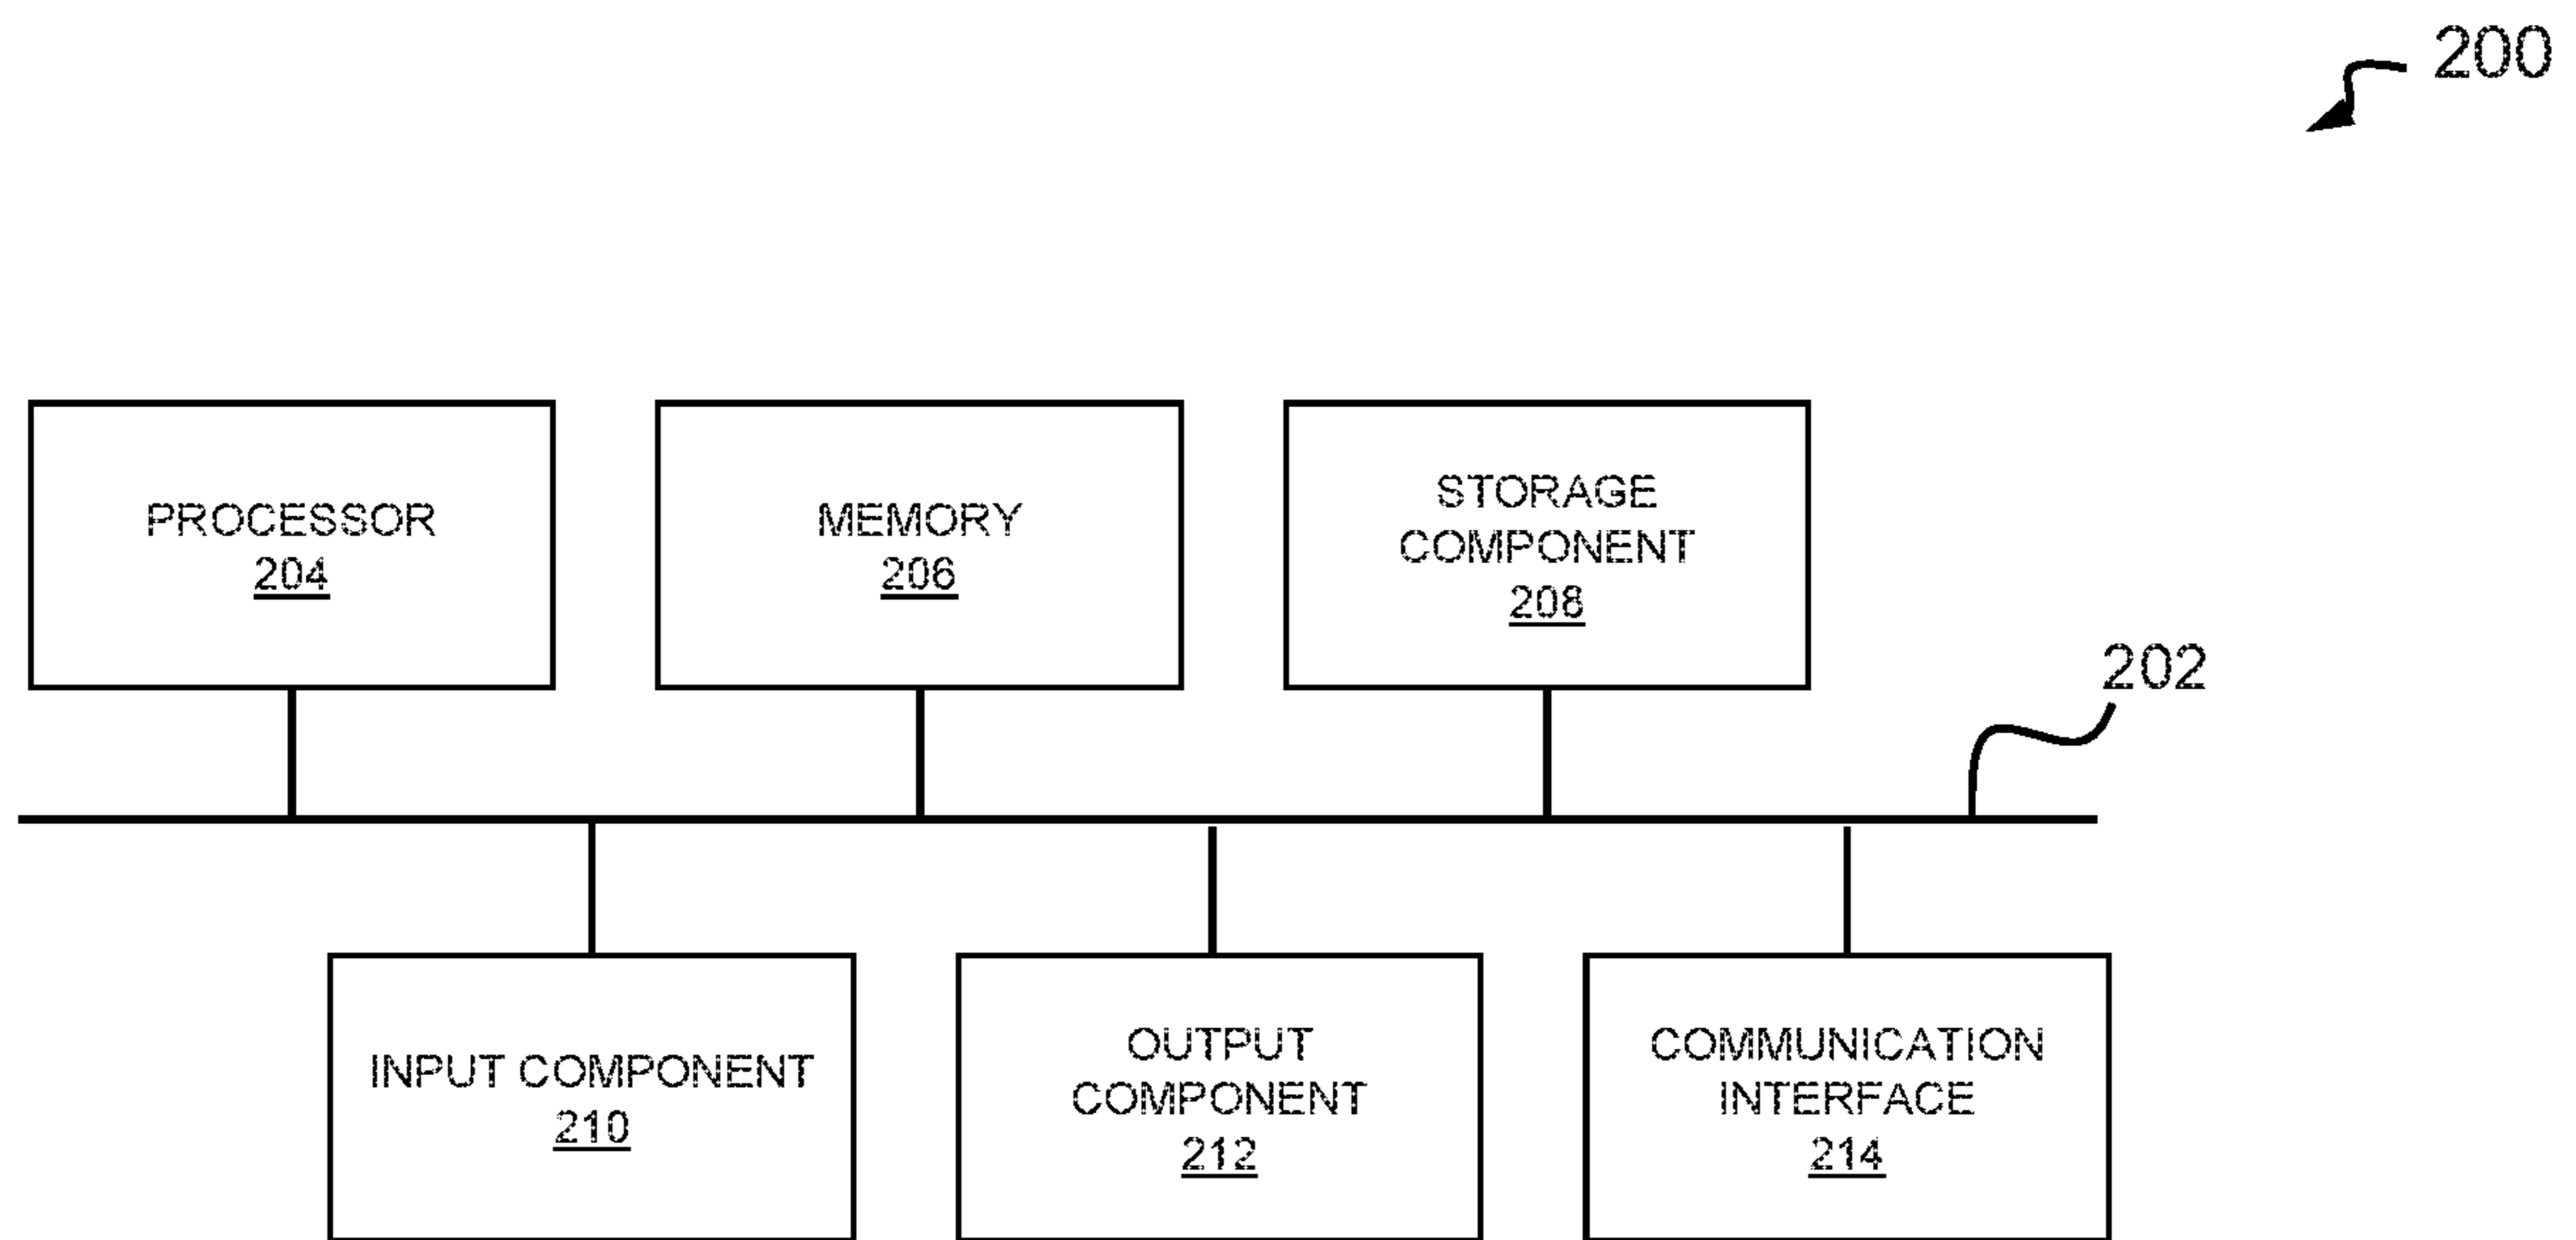 200
PROCESSOR
204
MEMORY
206
STORAGE
COMPONENT
208
202
INPUT COMPONENT
210
OUTPUT
COMPONENT
212
COMMUNICATION
INTERFACE
214